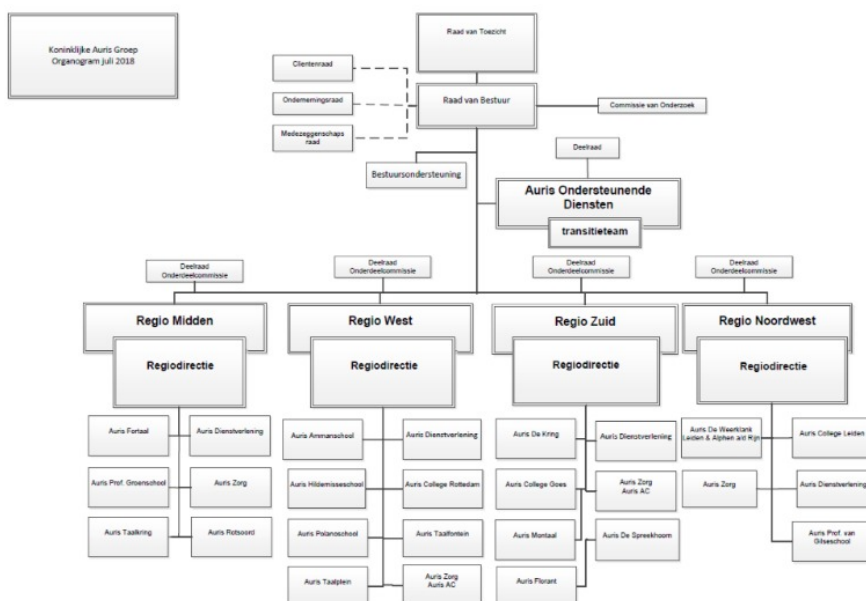 Koninklijke Auris Groep
Organogram juli 2018
Raad van Toezicht
Cliëntenraad
Ondernemingsraad
Medezeggenschaps
raad
Raad van Bestuur
Commissie van Onderzoek
Bestuursondersteuning
Deelraad
Auris Ondersteunende
Diensten
transitieteam
Deelraad
Onderdeelcommissie
Deelraad
Onderdeelcommissie
Deelraad
Onderdeelcommissie
Deelraad
Onderdeelcommissie
Regio Midden
Regio West
Regio Zuid
Regio Noordwest
Regiodirectie
Regiodirectie
Regiodirectie
Regiodirectie
Auris Fortaal
Auris Dienstverlening
Auris Prof. Groenschool
Auris Zorg
Auris Taalkring
Auris Rotsoord
Auris Ammanschool
Auris Dienstverlening
Auris Hildernisseschool
Auris College Rotterdam
Auris Polanoschool
Auris Taalfontein
Auris Taalplein
Auris Zorg
Auris AC
Auris De Kring
Auris Dienstverlening
Auris College Goes
Auris Zorg
Auris AC
Auris Montaal
Auris De Spreekhoorn
Auris Florant
Auris De Weerklank
Leiden & Alphen a/d Rijn
Auris College Leiden
Auris Zorg
Auris Dienstverlening
Auris Prof. van
Gilseschool